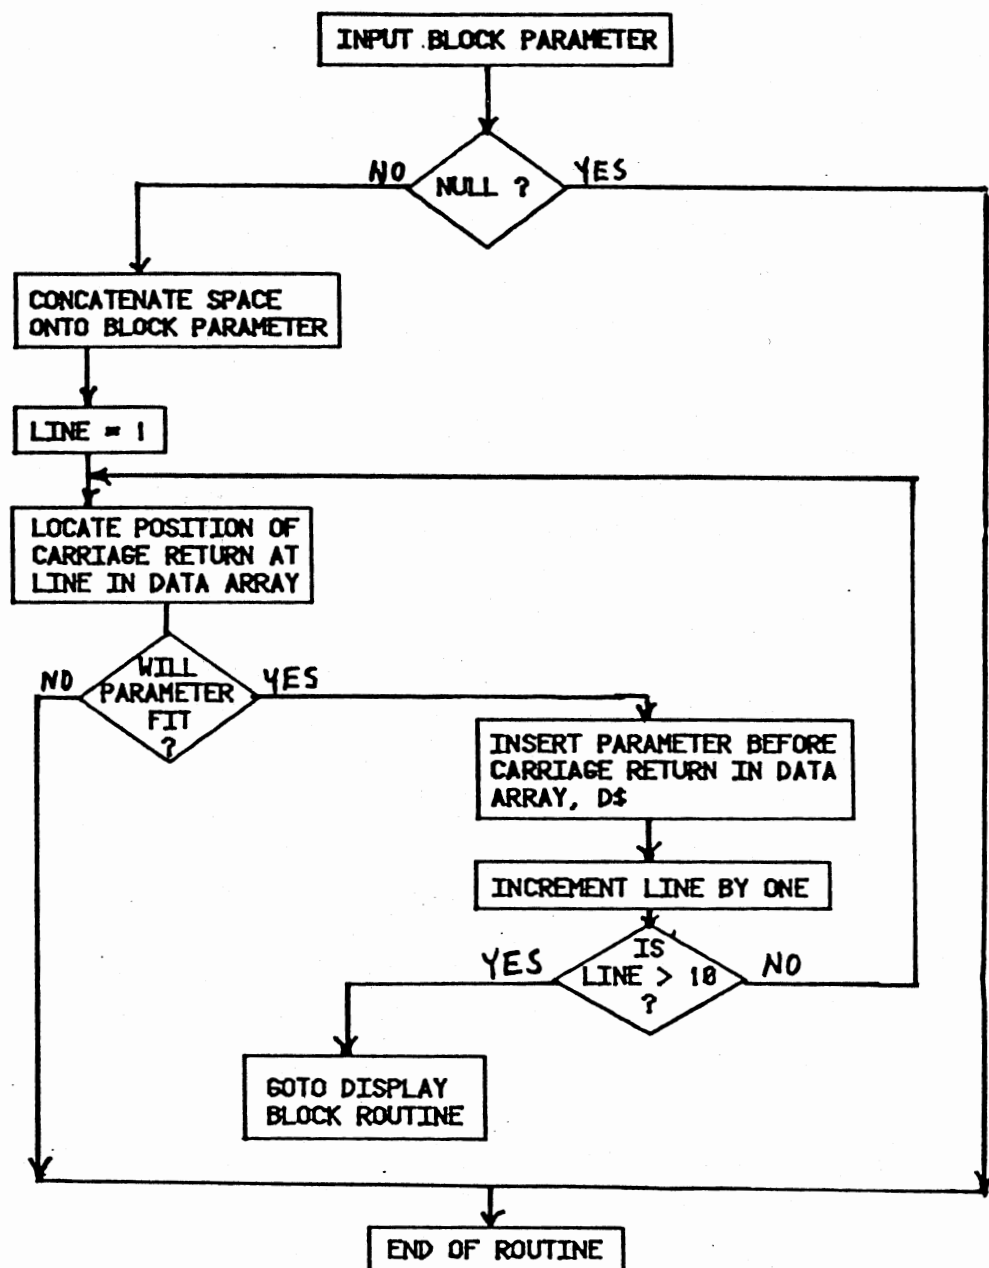 INPUT BLOCK PARAMETER
NULL ?
NO
YES
CONCATENATE SPACE
ONTO BLOCK PARAMETER
LINE = 1
LOCATE POSITION OF
CARRIAGE RETURN AT
LINE IN DATA ARRAY
WILL
PARAMETER
FIT
?
NO
YES
INSERT PARAMETER BEFORE
CARRIAGE RETURN IN DATA
ARRAY, D$
INCREMENT LINE BY ONE
IS
LINE > 10
?
YES
NO
GOTO DISPLAY
BLOCK ROUTINE
END OF ROUTINE